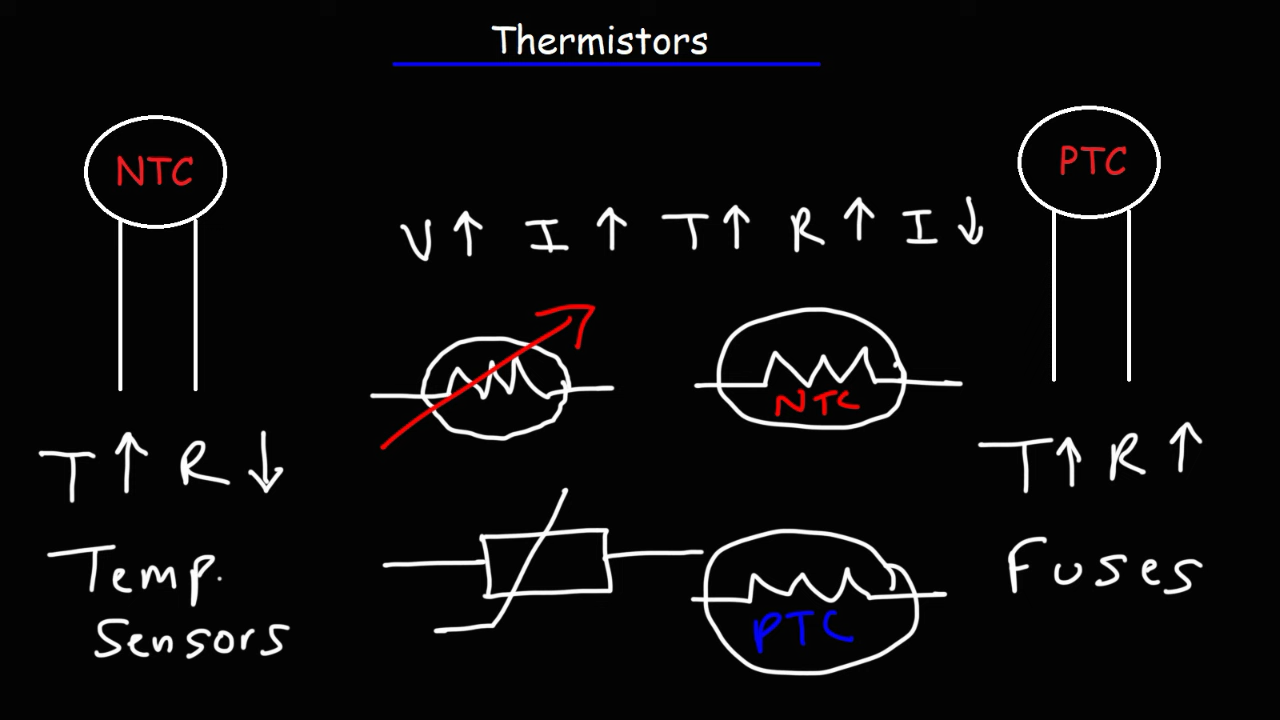 Thermistors
NTC
PTC
V↑ I↑ T↑ R↑ I↓
NTC
T↑ R↓
T↑ R↑
Temp.
Sensors
Fuses
PTC